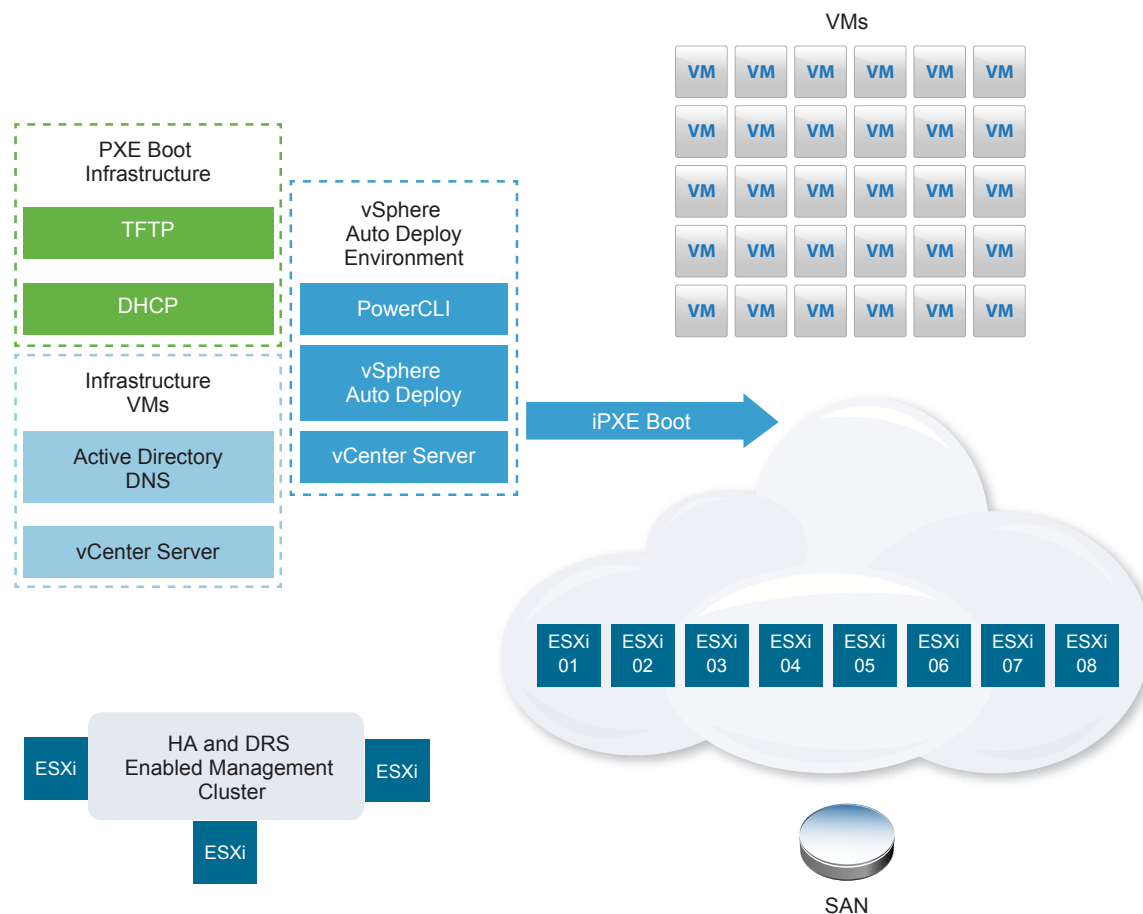 VMs
VM VM VM VM VM VM
VM VM VM VM VM VM
VM VM VM VM VM VM
VM VM VM VM VM VM
VM VM VM VM VM VM
PXE Boot
Infrastructure
TFTP
DHCP
Infrastructure
VMs
Active Directory
DNS
vCenter Server
vSphere
Auto Deploy
Environment
PowerCLI
vSphere
Auto Deploy
vCenter Server
iPXE Boot
ESXi
01
ESXi
02
ESXi
03
ESXi
04
ESXi
05
ESXi
06
ESXi
07
ESXi
08
ESXi
HA and DRS
Enabled Management
Cluster
ESXi
ESXi
SAN